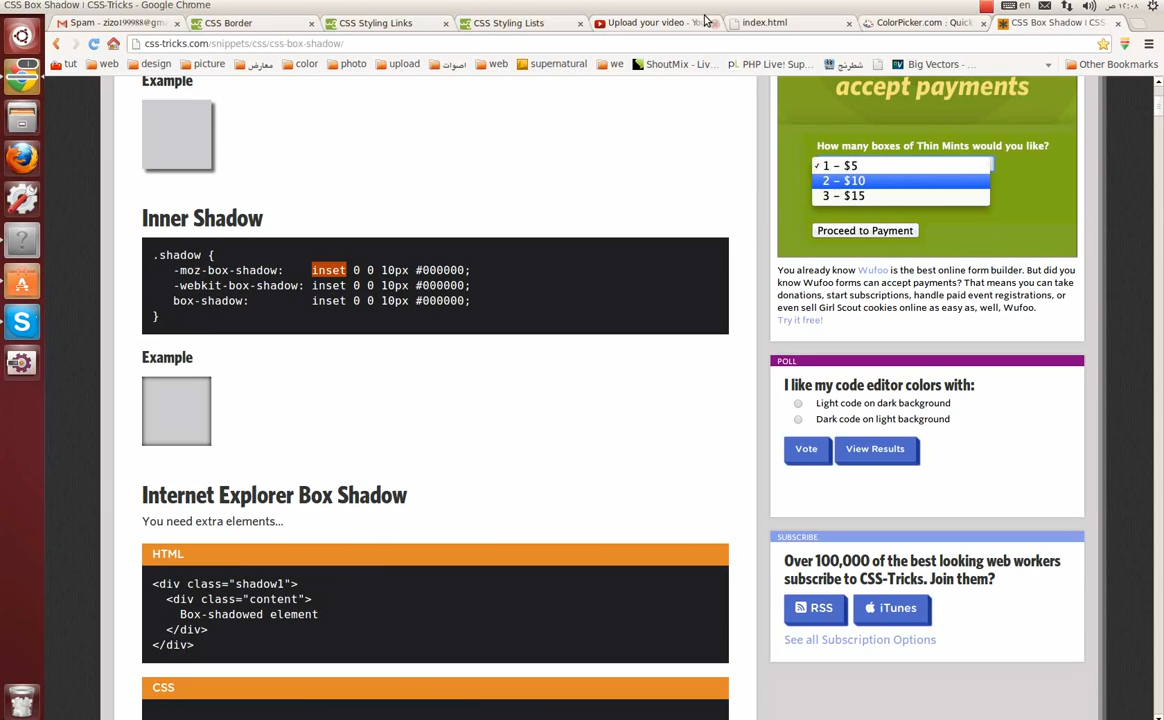 CSS Box Shadow | CSS-Tricks - Google Chrome
en
١٢:٠٨ ص
Spam - zizo199988@gma
CSS Border
CSS Styling Links
CSS Styling Lists
Upload your video - Yo
index.html
ColorPicker.com : Quick
CSS Box Shadow | CSS
css-tricks.com/snippets/css/css-box-shadow/
tut
web
design
picture
معارض
color
photo
upload
اصوات
web
supernatural
we
ShoutMix - Liv...
PHP Live! Sup...
شطرنج
Big Vectors - ...
Other Bookmarks
Example
Inner Shadow
.shadow {
-moz-box-shadow: inset 0 0 10px #000000;
-webkit-box-shadow: inset 0 0 10px #000000;
box-shadow: inset 0 0 10px #000000;
}
Example
Internet Explorer Box Shadow
You need extra elements...
HTML
<div class="shadow1">
<div class="content">
Box-shadowed element
</div>
</div>
CSS
accept payments
How many boxes of Thin Mints would you like?
✓ 1 – $5
2 – $10
3 – $15
Proceed to Payment
You already know Wufoo is the best online form builder. But did you
know Wufoo forms can accept payments? That means you can take
donations, start subscriptions, handle paid event registrations, or
even sell Girl Scout cookies online as easy as, well, Wufoo.
Try it free!
POLL
I like my code editor colors with:
Light code on dark background
Dark code on light background
Vote
View Results
SUBSCRIBE
Over 100,000 of the best looking web workers
subscribe to CSS-Tricks. Join them?
RSS
iTunes
See all Subscription Options